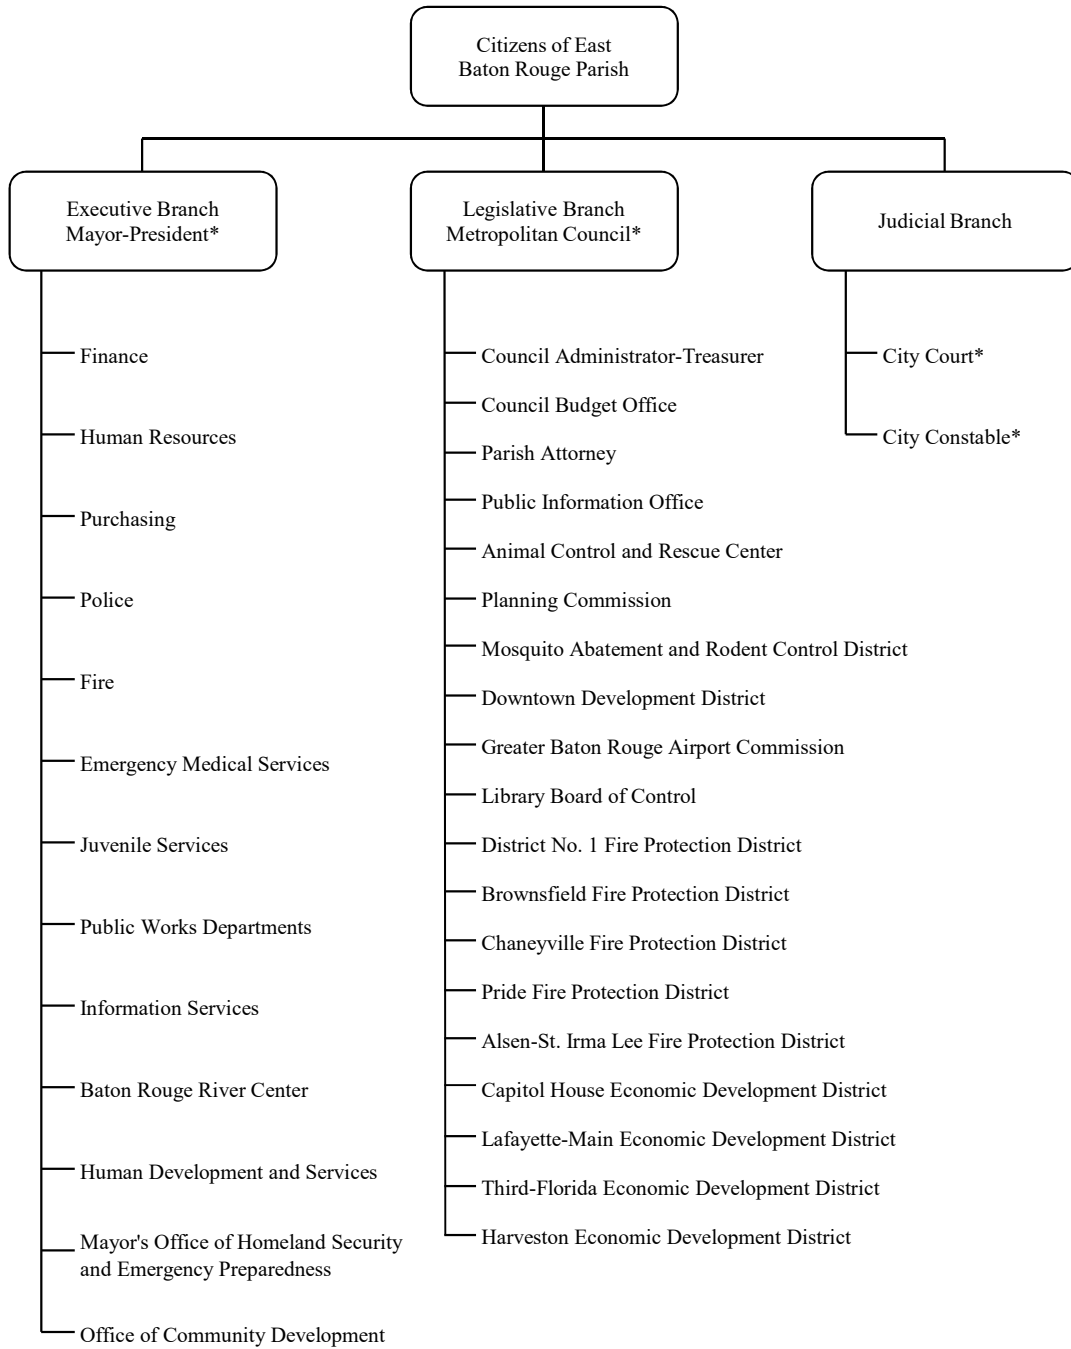 Citizens of East
Baton Rouge Parish
Executive Branch
Mayor-President*
Legislative Branch
Metropolitan Council*
Judicial Branch
Finance
Human Resources
Purchasing
Police
Fire
Emergency Medical Services
Juvenile Services
Public Works Departments
Information Services
Baton Rouge River Center
Human Development and Services
Mayor's Office of Homeland Security
and Emergency Preparedness
Office of Community Development
Council Administrator-Treasurer
Council Budget Office
Parish Attorney
Public Information Office
Animal Control and Rescue Center
Planning Commission
Mosquito Abatement and Rodent Control District
Downtown Development District
Greater Baton Rouge Airport Commission
Library Board of Control
District No. 1 Fire Protection District
Brownsfield Fire Protection District
Chaneyville Fire Protection District
Pride Fire Protection District
Alsen-St. Irma Lee Fire Protection District
Capitol House Economic Development District
Lafayette-Main Economic Development District
Third-Florida Economic Development District
Harveston Economic Development District
City Court*
City Constable*